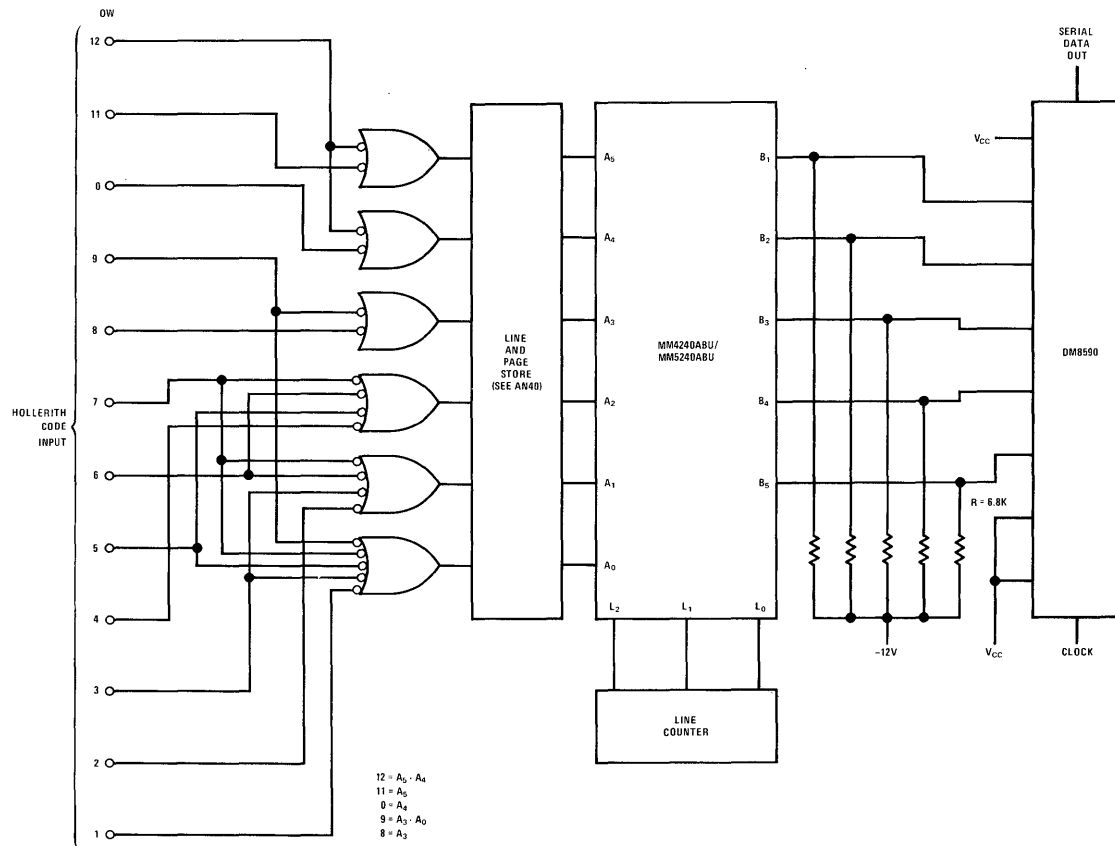 OW
12
11
0
9
8
7
6
5
4
3
2
1
HOLLERITH
CODE
INPUT
LINE
AND
PAGE
STORE
(SEE AN40)
A5
A4
A3
A2
A1
A0
MM4240ABU/
MM5240ABU
B1
B2
B3
B4
B5
L2
L1
L0
LINE
COUNTER
R = 6.8K
-12V
VCC
VCC
SERIAL
DATA
OUT
DM8590
CLOCK
12 = A5 · A4
11 = A5
0 = A4
9 = A3 · A0
8 = A3